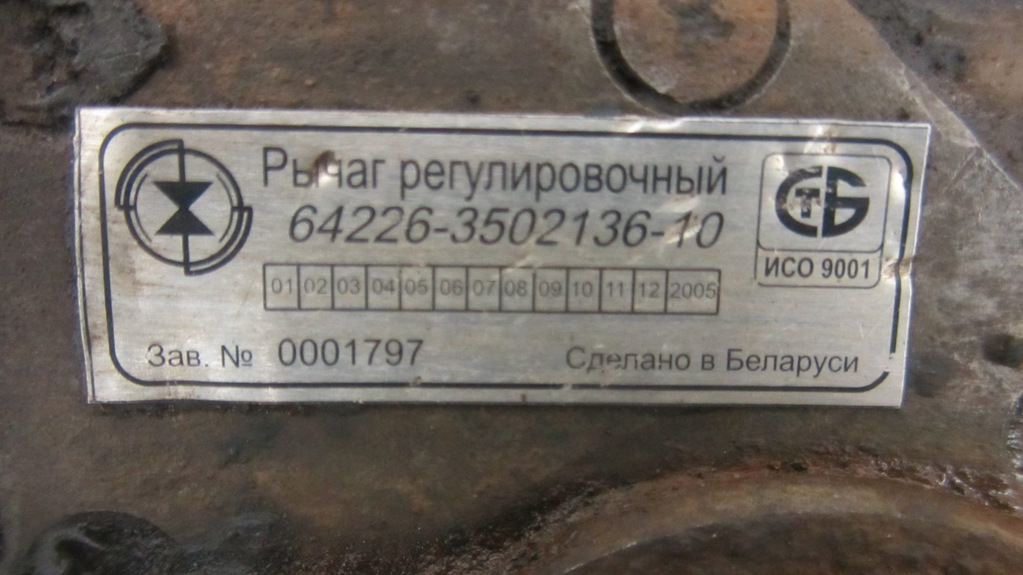 Рычаг регулировочный
64226-3502136-10
СТБ
ИСО 9001
01 02 03 04 05 06 07 08 09 10 11 12 2005
Зав. № 0001797
Сделано в Беларуси